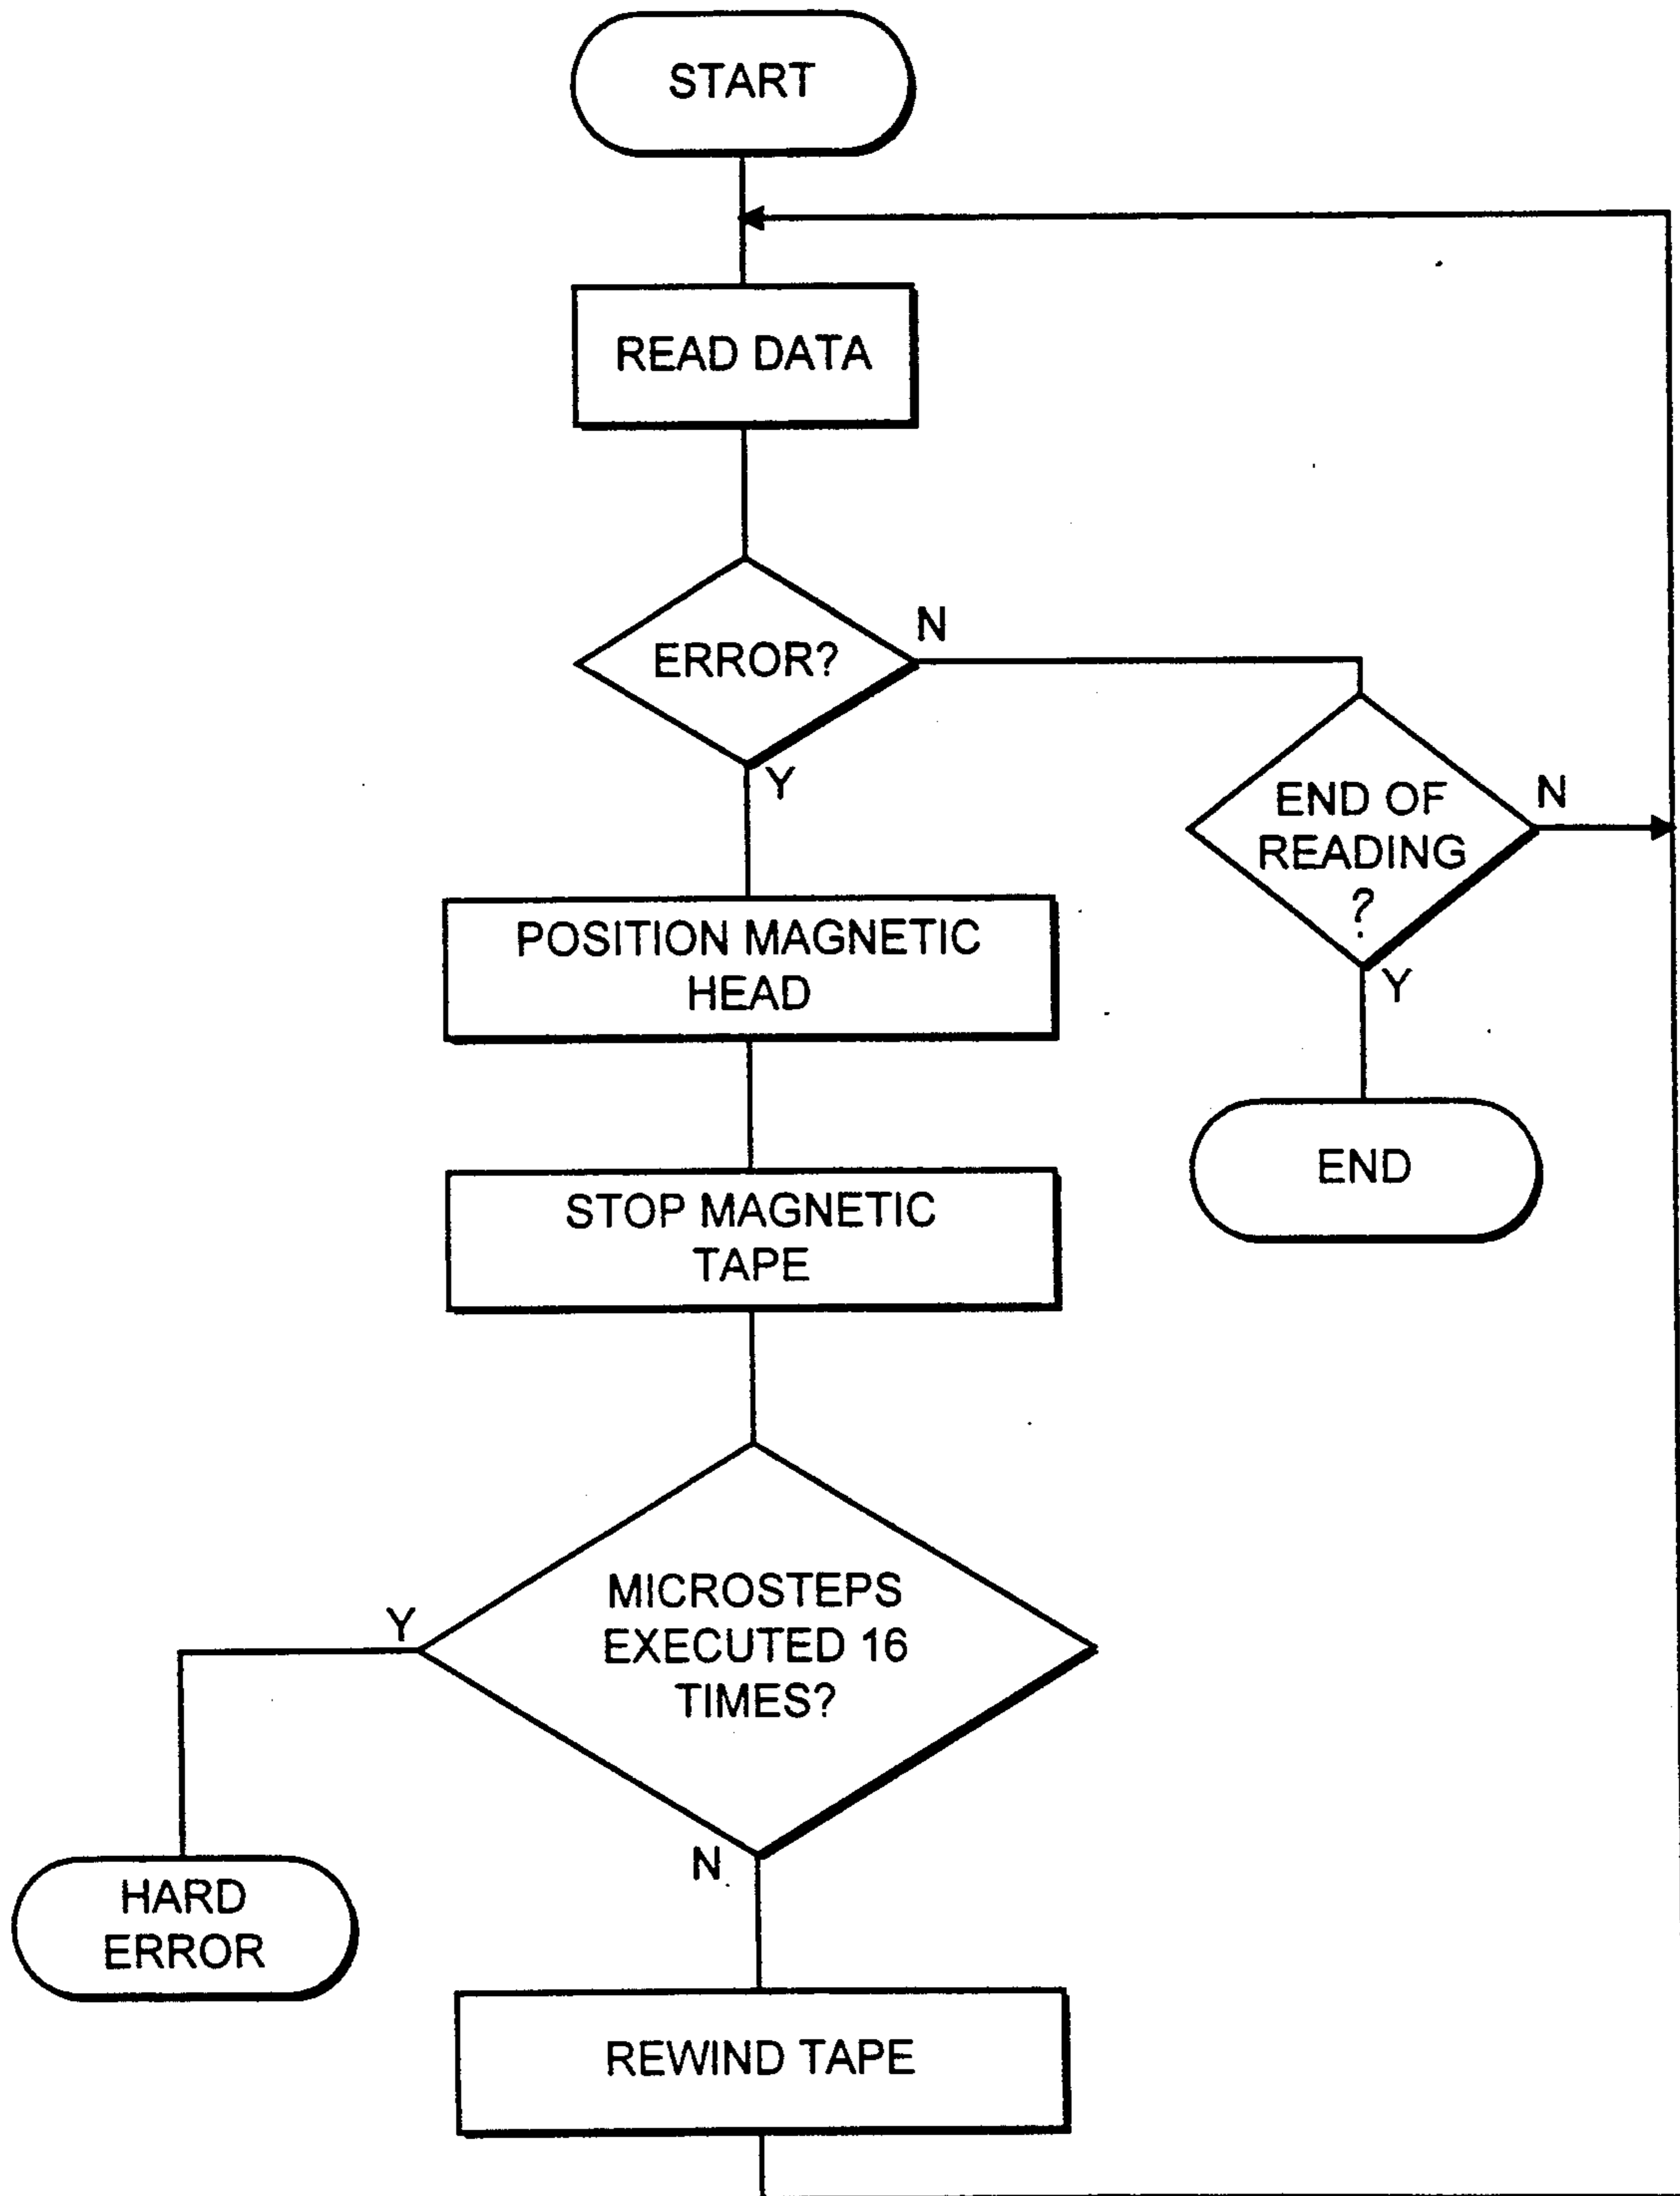 START
READ DATA
ERROR?
N
Y
END OF
READING
?
N
Y
POSITION MAGNETIC
HEAD
STOP MAGNETIC
TAPE
END
MICROSTEPS
EXECUTED 16
TIMES?
Y
N
HARD
ERROR
REWIND TAPE